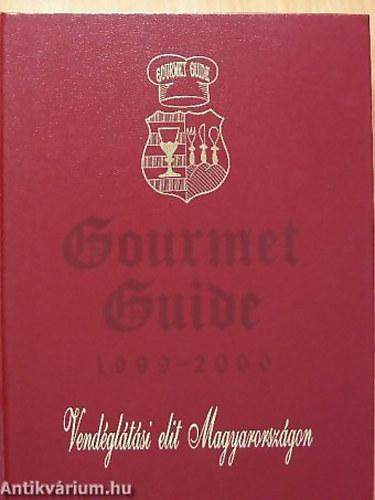 GOURMET GUIDE
Gourmet
Guide
1999-2000
Vendéglátási elit Magyarországon
Antikvárium.hu